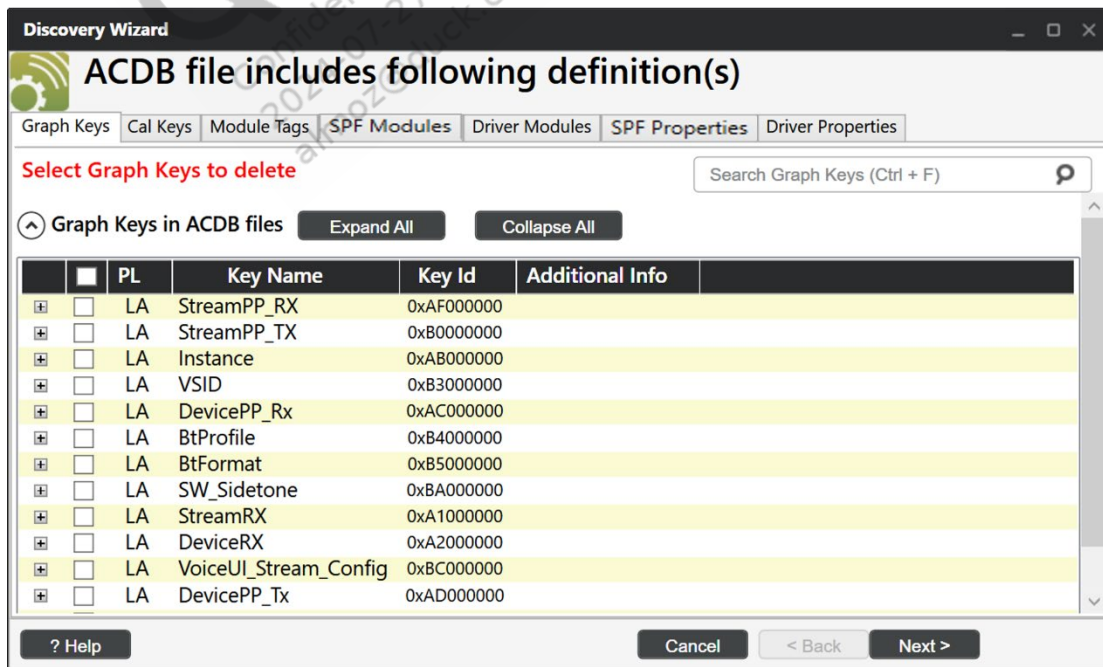 Discovery Wizard
ACDB file includes following definition(s)
Graph Keys Cal Keys Module Tags SPF Modules Driver Modules SPF Properties Driver Properties
Select Graph Keys to delete
Search Graph Keys (Ctrl + F)
Graph Keys in ACDB files Expand All Collapse All
PL Key Name Key Id Additional Info
LA StreamPP_RX 0xAF000000
LA StreamPP_TX 0xB0000000
LA Instance 0xAB000000
LA VSID 0xB3000000
LA DevicePP_Rx 0xAC000000
LA BtProfile 0xB4000000
LA BtFormat 0xB5000000
LA SW_Sidetone 0xBA000000
LA StreamRX 0xA1000000
LA DeviceRX 0xA2000000
LA VoiceUI_Stream_Config 0xBC000000
LA DevicePP_Tx 0xAD000000
? Help Cancel < Back Next >